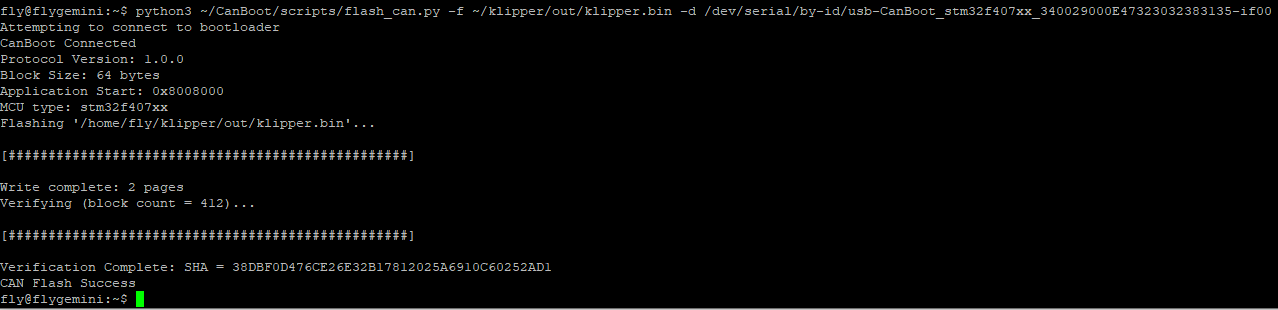 fly@flygemini:~$ python3 ~/CanBoot/scripts/flash_can.py -f ~/klipper/out/klipper.bin -d /dev/serial/by-id/usb-CanBoot_stm32f407xx_340029000E47323032383135-if00
Attempting to connect to bootloader
CanBoot Connected
Protocol Version: 1.0.0
Block Size: 64 bytes
Application Start: 0x8008000
MCU type: stm32f407xx
Flashing '/home/fly/klipper/out/klipper.bin'...
[##################################################]
Write complete: 2 pages
Verifying (block count = 412)...
[##################################################]
Verification Complete: SHA = 38DBF0D476CE26E32B17812025A6910C60252AD1
CAN Flash Success
fly@flygemini:~$